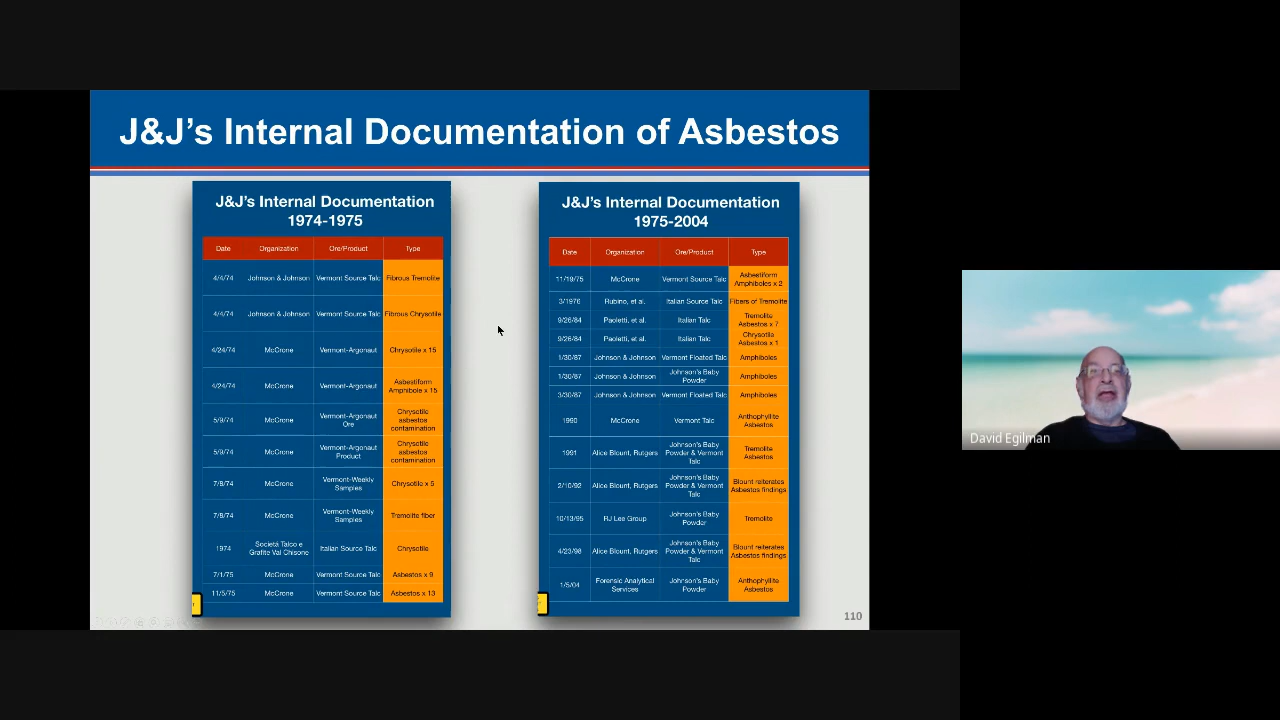 J&J's Internal Documentation of Asbestos
J&J's Internal Documentation
1974-1975
Date Organization Ore/Product Type
4/4/74 Johnson & Johnson Vermont Source Talc Fibrous Tremolite
4/4/74 Johnson & Johnson Vermont Source Talc Fibrous Chrysotile
4/24/74 McCrone Vermont-Argonaut Chrysotile x 15
4/24/74 McCrone Vermont-Argonaut Asbestiform
Amphibole x 15
5/9/74 McCrone Vermont-Argonaut
Ore Chrysotile
asbestos
contamination
5/9/74 McCrone Vermont-Argonaut
Product Chrysotile
asbestos
contamination
7/8/74 McCrone Vermont-Weekly
Samples Chrysotile x 5
7/8/74 McCrone Vermont-Weekly
Samples Tremolite fiber
1974 Societá Talco e
Grafite Val Chisone Italian Source Talc Chrysotile
7/1/75 McCrone Vermont Source Talc Asbestos x 9
11/5/75 McCrone Vermont Source Talc Asbestos x 13
J&J's Internal Documentation
1975-2004
Date Organization Ore/Product Type
11/19/75 McCrone Vermont Source Talc Asbestiform
Amphiboles x 2
3/1976 Rubino, et al. Italian Source Talc Fibers of Tremolite
9/26/84 Paoletti, et al. Italian Talc Tremolite
Asbestos x 7
9/26/84 Paoletti, et al. Italian Talc Chrysotile
Asbestos x 1
1/30/87 Johnson & Johnson Vermont Floated Talc Amphiboles
1/30/87 Johnson & Johnson Johnson's Baby
Powder Amphiboles
3/30/87 Johnson & Johnson Vermont Floated Talc Amphiboles
1990 McCrone Vermont Talc Anthophyllite
Asbestos
1991 Alice Blount, Rutgers Johnson's Baby
Powder & Vermont
Talc Tremolite
Asbestos
2/10/92 Alice Blount, Rutgers Johnson's Baby
Powder & Vermont
Talc Blount reiterates
Asbestos findings
10/13/95 RJ Lee Group Johnson's Baby
Powder Tremolite
4/23/98 Alice Blount, Rutgers Johnson's Baby
Powder & Vermont
Talc Blount reiterates
Asbestos findings
1/5/04 Forensic Analytical
Services Johnson's Baby
Powder Anthophyllite
Asbestos
110
David Egilman